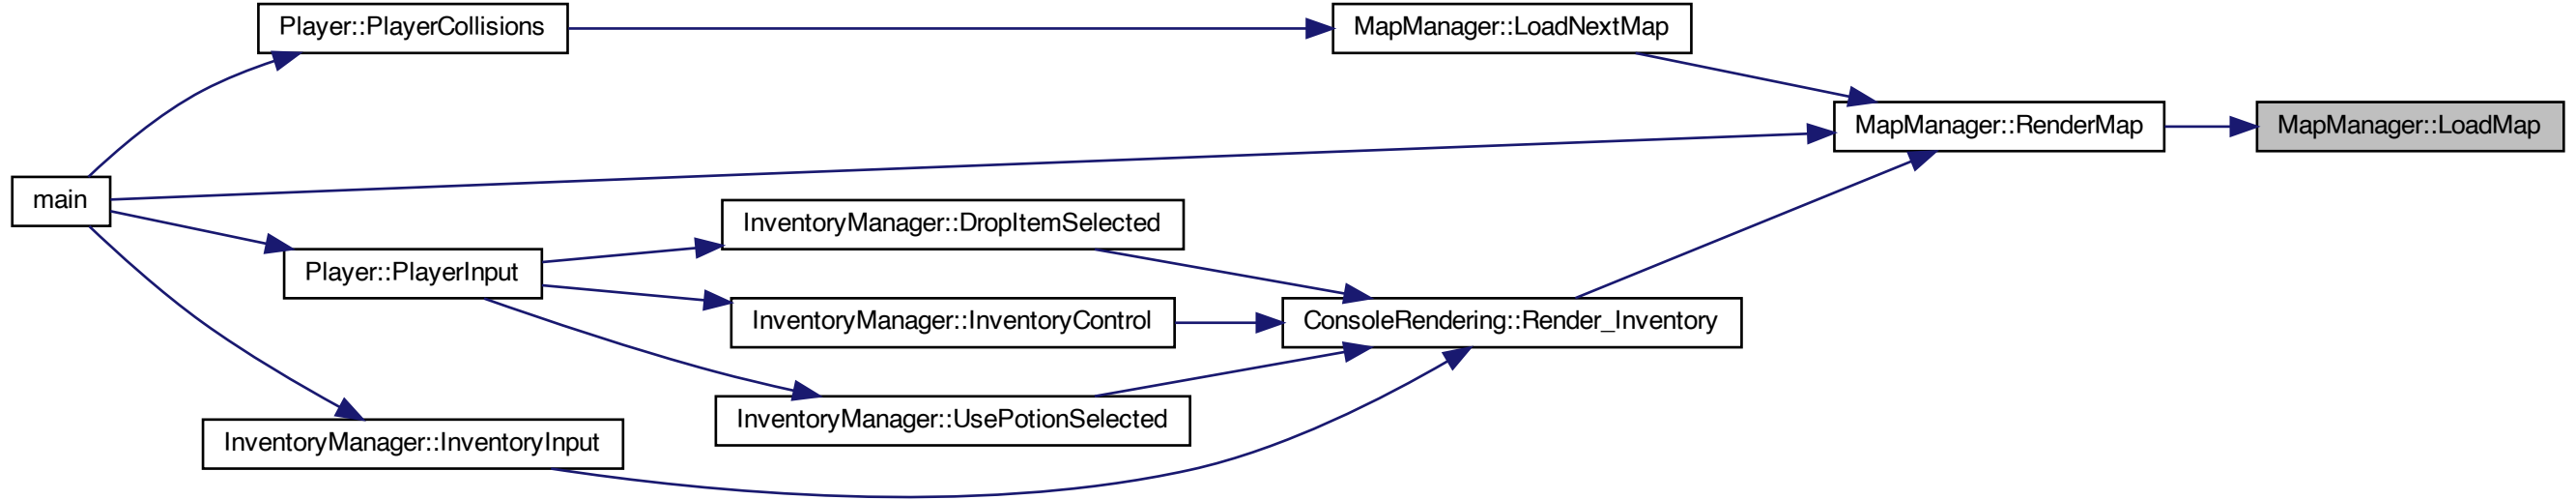 Player::PlayerCollisions
MapManager::LoadNextMap
MapManager::RenderMap
MapManager::LoadMap
main
InventoryManager::DropItemSelected
Player::PlayerInput
InventoryManager::InventoryControl
ConsoleRendering::Render_Inventory
InventoryManager::UsePotionSelected
InventoryManager::InventoryInput